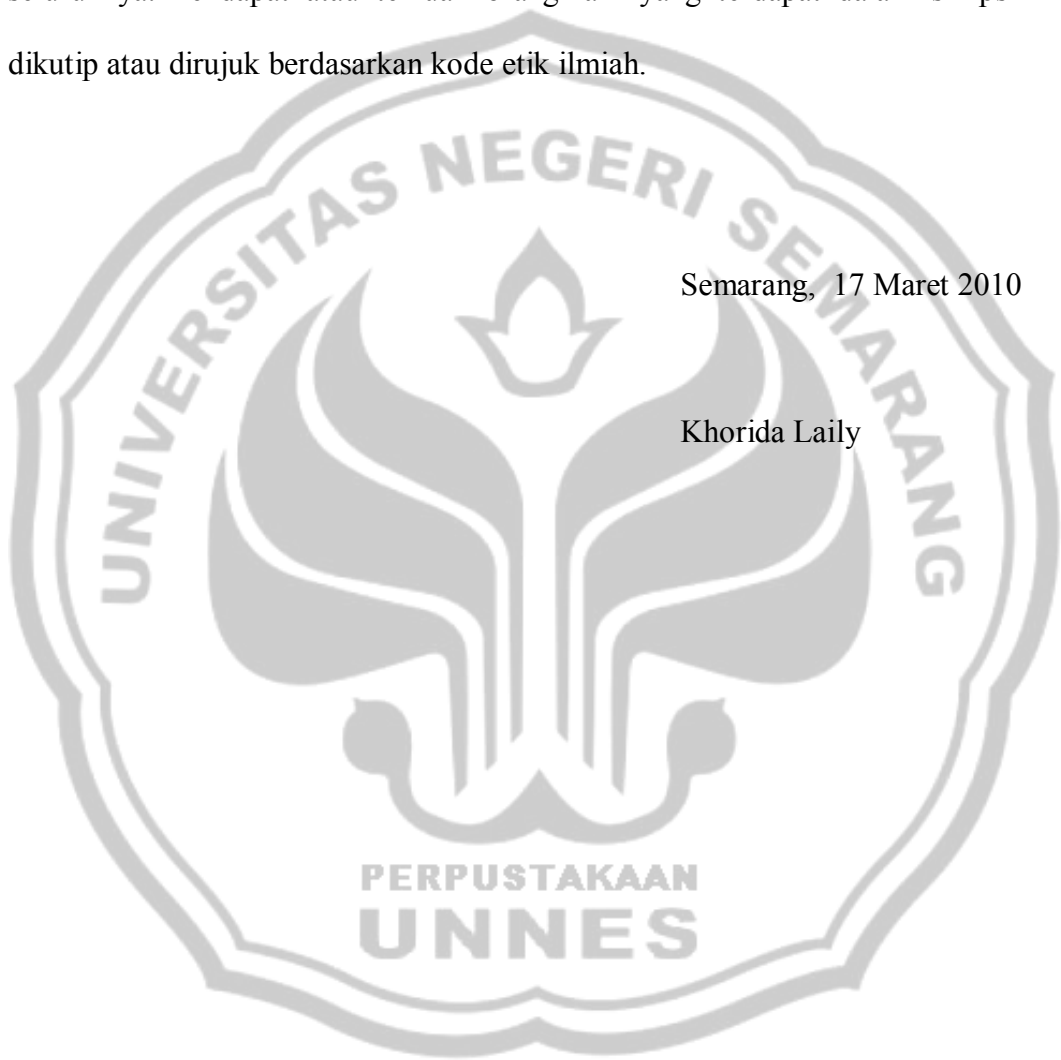 dikutip atau dirujuk berdasarkan kode etik ilmiah.
UNIVERSITAS NEGERI SEMARANG
Semarang, 17 Maret 2010
Khorida Laily
PERPUSTAKAAN
UNNES